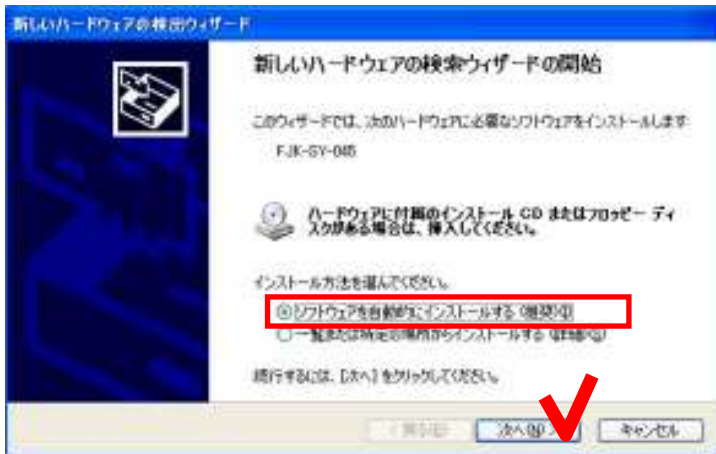 新しいハードウェアの検出ウィザード
新しいハードウェアの検索ウィザードの開始
このウィザードでは、次のハードウェアに必要なソフトウェアをインストールします:
FJK-SY-045
ハードウェアに付属のインストール CD またはフロッピー ディ
スクがある場合は、挿入してください。
インストール方法を選んでください。
ソフトウェアを自動的にインストールする (推奨)(I)
一覧または特定の場所からインストールする (詳細)(S)
続行するには、[次へ] をクリックしてください。
< 戻る(B)
次へ(N) >
キャンセル